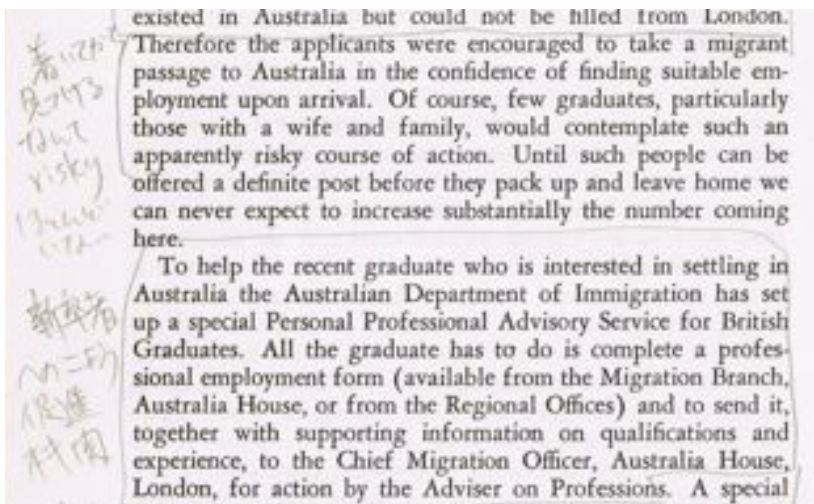 existed in Australia but could not be filled from London.
Therefore the applicants were encouraged to take a migrant
passage to Australia in the confidence of finding suitable em-
ployment upon arrival. Of course, few graduates, particularly
those with a wife and family, would contemplate such an
apparently risky course of action. Until such people can be
offered a definite post before they pack up and leave home we
can never expect to increase substantially the number coming
here.
To help the recent graduate who is interested in settling in
Australia the Australian Department of Immigration has set
up a special Personal Professional Advisory Service for British
Graduates. All the graduate has to do is complete a profes-
sional employment form (available from the Migration Branch,
Australia House, or from the Regional Offices) and to send it,
together with supporting information on qualifications and
experience, to the Chief Migration Officer, Australia House,
London, for action by the Adviser on Professions. A special
見つける
なんて
risky
新卒者
促進